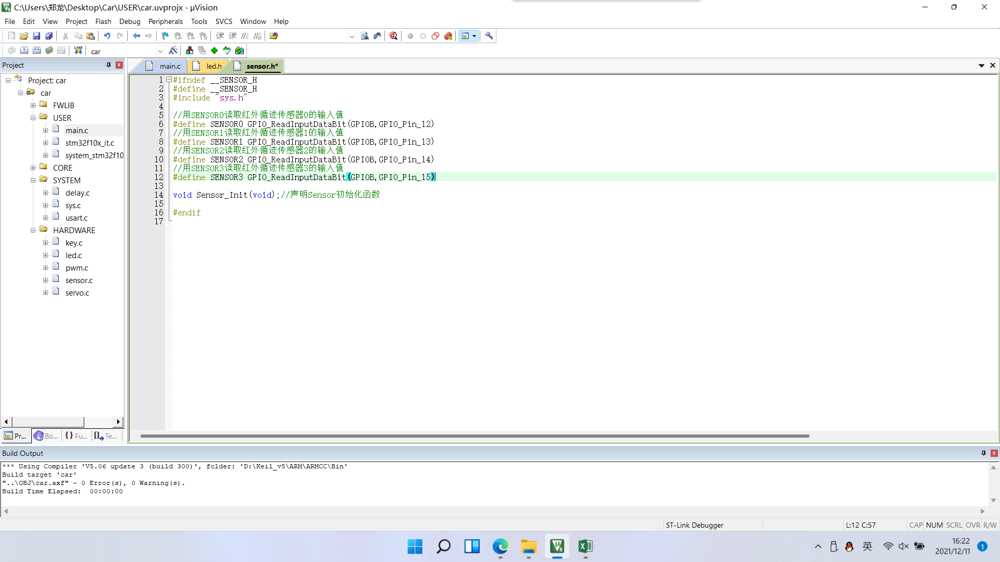 C:\Users\郑龙\Desktop\Car\USER\car.uvprojx - µVision
File Edit View Project Flash Debug Peripherals Tools SVCS Window Help
LOAD car
Project
main.c led.h sensor.h*
Project: car
car
FWLIB
USER
main.c
stm32f10x_it.c
system_stm32f10
CORE
SYSTEM
delay.c
sys.c
usart.c
HARDWARE
key.c
led.c
pwm.c
sensor.c
servo.c
Pr... Bo... Fu... Te...
1 #ifndef __SENSOR_H
2 #define __SENSOR_H
3 #include "sys.h"
4
5 //用SENSOR0读取红外循迹传感器0的输入值
6 #define SENSOR0 GPIO_ReadInputDataBit(GPIOB,GPIO_Pin_12)
7 //用SENSOR1读取红外循迹传感器1的输入值
8 #define SENSOR1 GPIO_ReadInputDataBit(GPIOB,GPIO_Pin_13)
9 //用SENSOR2读取红外循迹传感器2的输入值
10 #define SENSOR2 GPIO_ReadInputDataBit(GPIOB,GPIO_Pin_14)
11 //用SENSOR3读取红外循迹传感器3的输入值
12 #define SENSOR3 GPIO_ReadInputDataBit(GPIOB,GPIO_Pin_15)
13
14 void Sensor_Init(void);//声明Sensor初始化函数
15
16 #endif
17
Build Output
*** Using Compiler 'V5.06 update 3 (build 300)', folder: 'D:\Keil_v5\ARM\ARMCC\Bin'
Build target 'car'
"..\OBJ\car.axf" - 0 Error(s), 0 Warning(s).
Build Time Elapsed:  00:00:00
ST-Link Debugger L:12 C:57 CAP NUM SCRL OVR R/W
英 16:22
2021/12/11 1